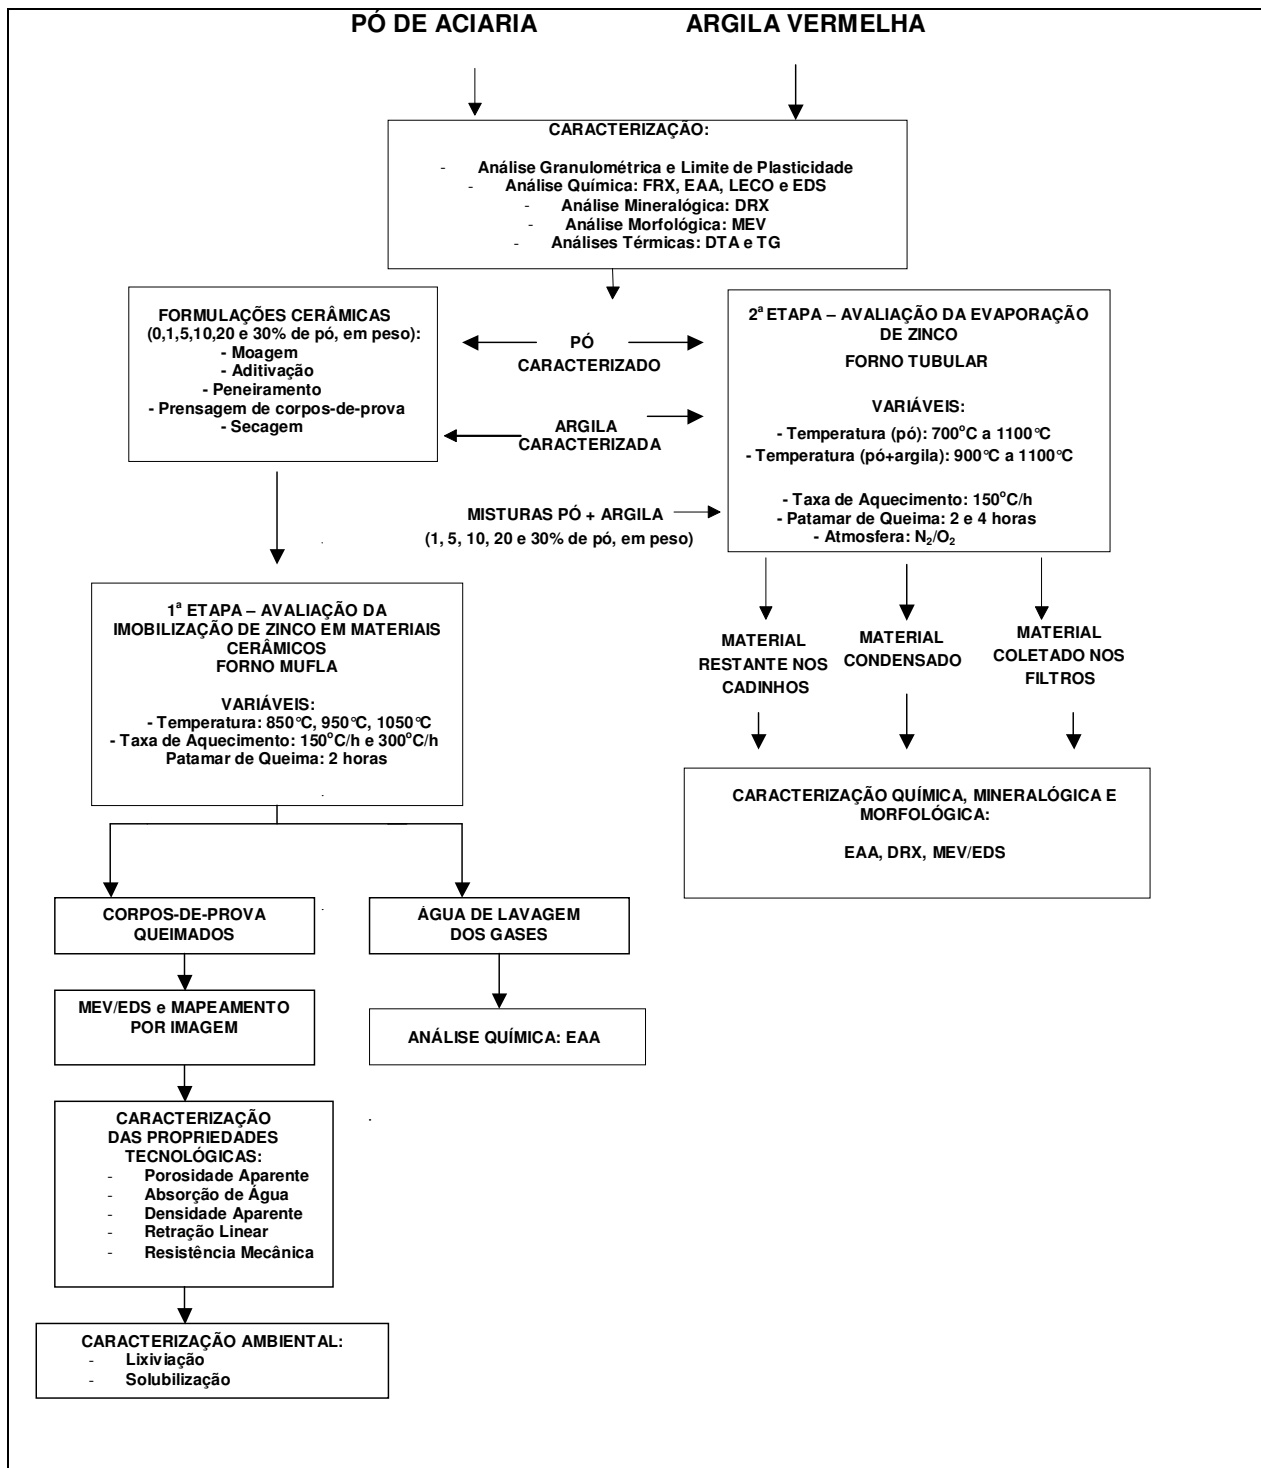 PÓ DE ACIARIA
ARGILA VERMELHA
CARACTERIZAÇÃO:
- Análise Granulométrica e Limite de Plasticidade
- Análise Química: FRX, EAA, LECO e EDS
- Análise Mineralógica: DRX
- Análise Morfológica: MEV
- Análises Térmicas: DTA e TG
FORMULAÇÕES CERÂMICAS
(0,1,5,10,20 e 30% de pó, em peso):
- Moagem
- Aditivação
- Peneiramento
- Prensagem de corpos-de-prova
- Secagem
PÓ
CARACTERIZADO
ARGILA
CARACTERIZADA
MISTURAS PÓ + ARGILA
(1, 5, 10, 20 e 30% de pó, em peso)
2ª ETAPA – AVALIAÇÃO DA EVAPORAÇÃO
DE ZINCO
FORNO TUBULAR
VARIÁVEIS:
- Temperatura (pó): 700°C a 1100°C
- Temperatura (pó+argila): 900°C a 1100°C
- Taxa de Aquecimento: 150°C/h
- Patamar de Queima: 2 e 4 horas
- Atmosfera: N₂/O₂
1ª ETAPA – AVALIAÇÃO DA
IMOBILIZAÇÃO DE ZINCO EM MATERIAIS
CERÂMICOS
FORNO MUFLA
VARIÁVEIS:
- Temperatura: 850°C, 950°C, 1050°C
- Taxa de Aquecimento: 150°C/h e 300°C/h
Patamar de Queima: 2 horas
MATERIAL
RESTANTE NOS
CADINHOS
MATERIAL
CONDENSADO
MATERIAL
COLETADO NOS
FILTROS
CARACTERIZAÇÃO QUÍMICA, MINERALÓGICA E
MORFOLÓGICA:
EAA, DRX, MEV/EDS
CORPOS-DE-PROVA
QUEIMADOS
ÁGUA DE LAVAGEM
DOS GASES
MEV/EDS e MAPEAMENTO
POR IMAGEM
ANÁLISE QUÍMICA: EAA
CARACTERIZAÇÃO
DAS PROPRIEDADES
TECNOLÓGICAS:
- Porosidade Aparente
- Absorção de Água
- Densidade Aparente
- Retração Linear
- Resistência Mecânica
CARACTERIZAÇÃO AMBIENTAL:
- Lixiviação
- Solubilização